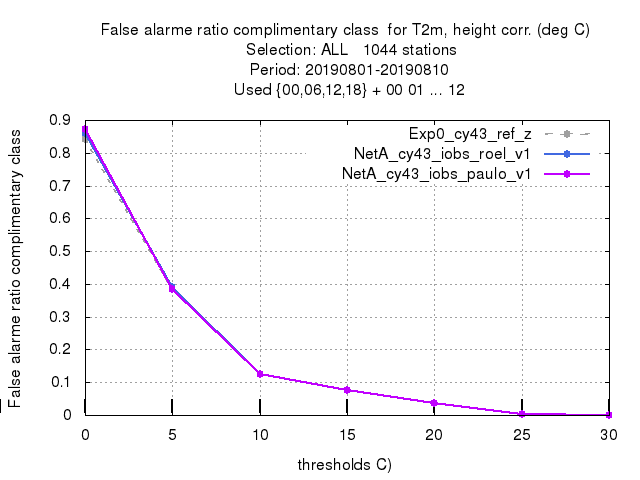 False alarme ratio complimentary class  for T2m, height corr. (deg C)
Selection: ALL   1044 stations
Period: 20190801-20190810
Used {00,06,12,18} + 00 01 ... 12
False alarme ratio complimentary class
Exp0_cy43_ref_z
NetA_cy43_iobs_roel_v1
NetA_cy43_iobs_paulo_v1
0.9
0.8
0.7
0.6
0.5
0.4
0.3
0.2
0.1
0
0 5 10 15 20 25 30
thresholds C)